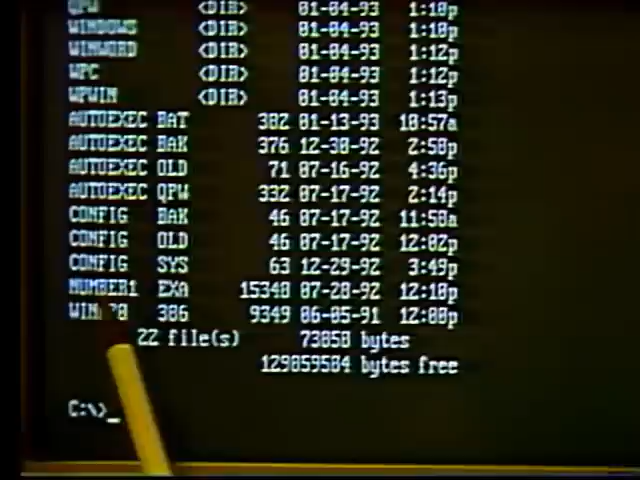 QPW <DIR> 01-04-93 1:10p
WINDOWS <DIR> 01-04-93 1:10p
WINWORD <DIR> 01-04-93 1:12p
WPC <DIR> 01-04-93 1:12p
WPWIN <DIR> 01-04-93 1:13p
AUTOEXEC BAT 382 01-13-93 10:57a
AUTOEXEC BAK 376 12-30-92 2:50p
AUTOEXEC OLD 71 07-16-92 4:36p
AUTOEXEC QPW 332 07-17-92 2:14p
CONFIG BAK 46 07-17-92 11:50a
CONFIG OLD 46 07-17-92 12:02p
CONFIG SYS 63 12-29-92 3:49p
NUMBER1 EXA 15340 07-28-92 12:10p
386 9349 06-05-91 12:00p
22 file(s) 73050 bytes
129059504 bytes free
C:\>_